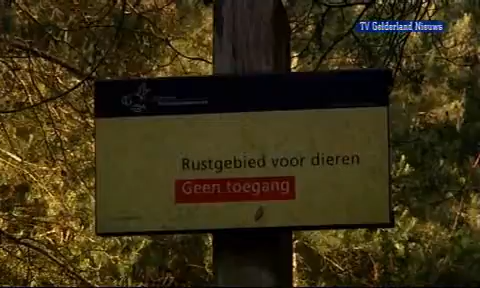 TV Gelderland Nieuws
Rustgebied voor dieren
Geen toegang